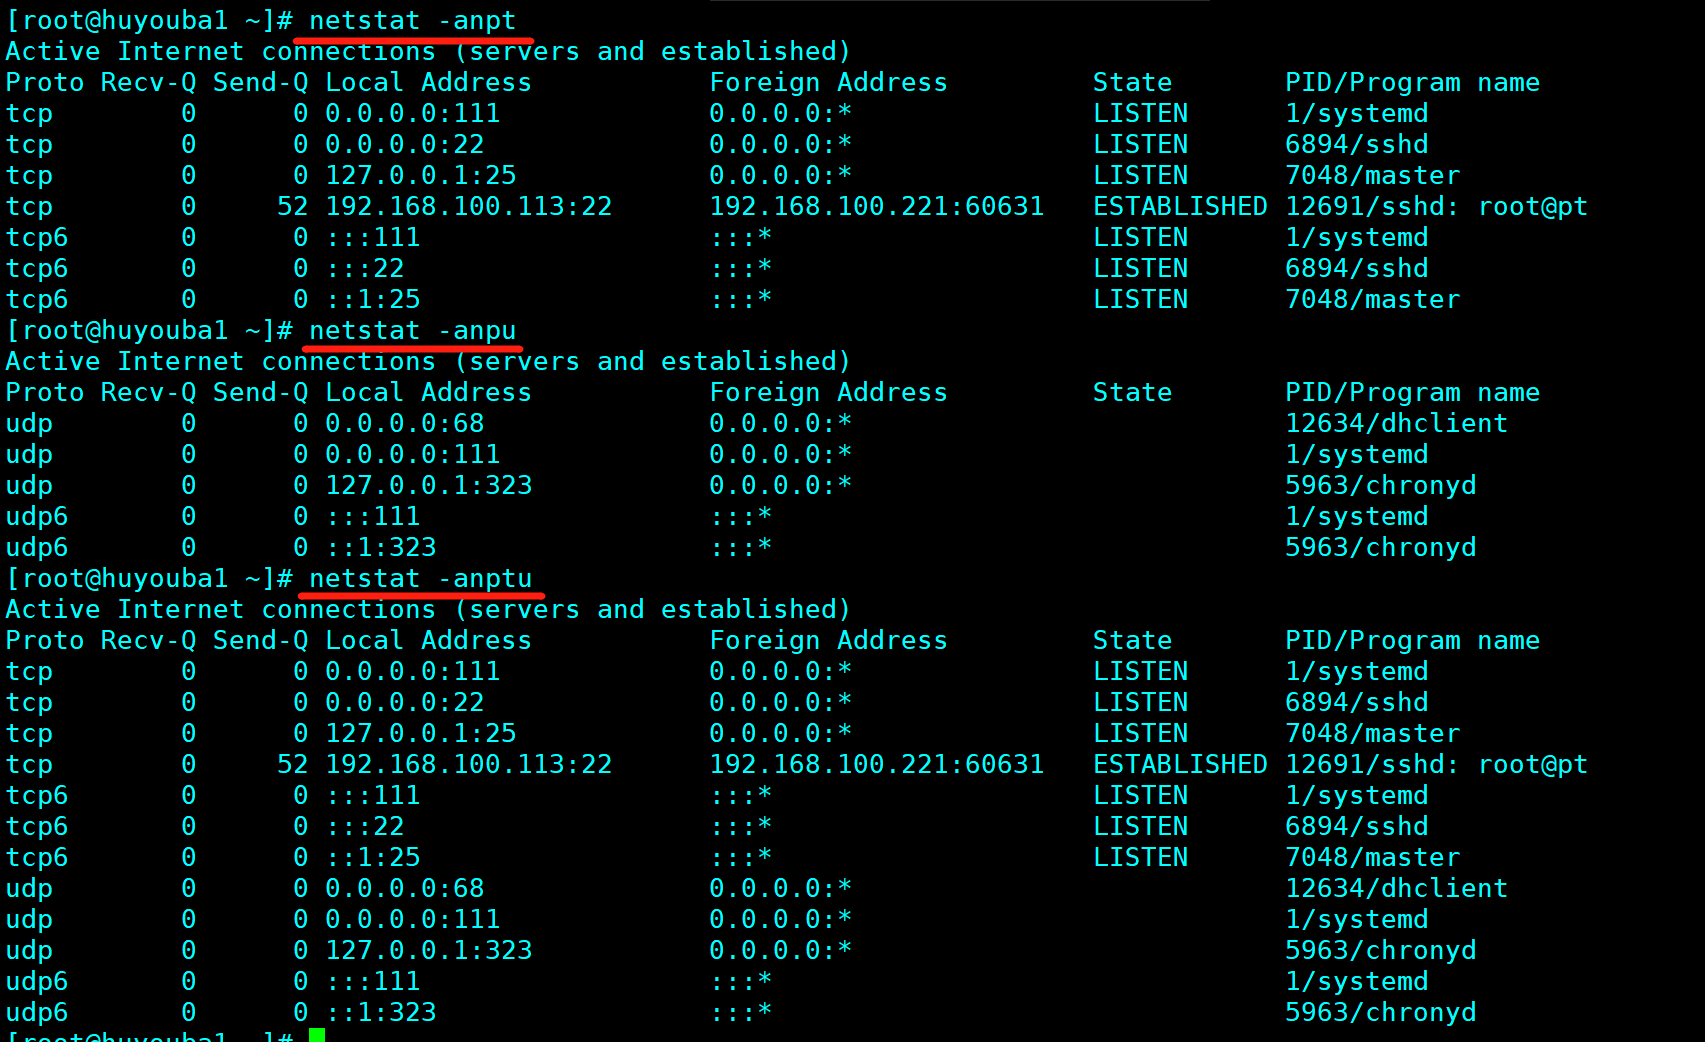 [root@huyouba1 ~]# netstat -anpt
Active Internet connections (servers and established)
Proto Recv-Q Send-Q Local Address           Foreign Address         State       PID/Program name
tcp        0      0 0.0.0.0:111             0.0.0.0:*               LISTEN      1/systemd
tcp        0      0 0.0.0.0:22              0.0.0.0:*               LISTEN      6894/sshd
tcp        0      0 127.0.0.1:25            0.0.0.0:*               LISTEN      7048/master
tcp        0     52 192.168.100.113:22      192.168.100.221:60631   ESTABLISHED 12691/sshd: root@pt
tcp6       0      0 :::111                  :::*                    LISTEN      1/systemd
tcp6       0      0 :::22                   :::*                    LISTEN      6894/sshd
tcp6       0      0 ::1:25                  :::*                    LISTEN      7048/master
[root@huyouba1 ~]# netstat -anpu
Active Internet connections (servers and established)
Proto Recv-Q Send-Q Local Address           Foreign Address         State       PID/Program name
udp        0      0 0.0.0.0:68              0.0.0.0:*                           12634/dhclient
udp        0      0 0.0.0.0:111             0.0.0.0:*                           1/systemd
udp        0      0 127.0.0.1:323           0.0.0.0:*                           5963/chronyd
udp6       0      0 :::111                  :::*                                1/systemd
udp6       0      0 ::1:323                 :::*                                5963/chronyd
[root@huyouba1 ~]# netstat -anptu
Active Internet connections (servers and established)
Proto Recv-Q Send-Q Local Address           Foreign Address         State       PID/Program name
tcp        0      0 0.0.0.0:111             0.0.0.0:*               LISTEN      1/systemd
tcp        0      0 0.0.0.0:22              0.0.0.0:*               LISTEN      6894/sshd
tcp        0      0 127.0.0.1:25            0.0.0.0:*               LISTEN      7048/master
tcp        0     52 192.168.100.113:22      192.168.100.221:60631   ESTABLISHED 12691/sshd: root@pt
tcp6       0      0 :::111                  :::*                    LISTEN      1/systemd
tcp6       0      0 :::22                   :::*                    LISTEN      6894/sshd
tcp6       0      0 ::1:25                  :::*                    LISTEN      7048/master
udp        0      0 0.0.0.0:68              0.0.0.0:*                           12634/dhclient
udp        0      0 0.0.0.0:111             0.0.0.0:*                           1/systemd
udp        0      0 127.0.0.1:323           0.0.0.0:*                           5963/chronyd
udp6       0      0 :::111                  :::*                                1/systemd
udp6       0      0 ::1:323                 :::*                                5963/chronyd
[root@huyouba1 ~]#